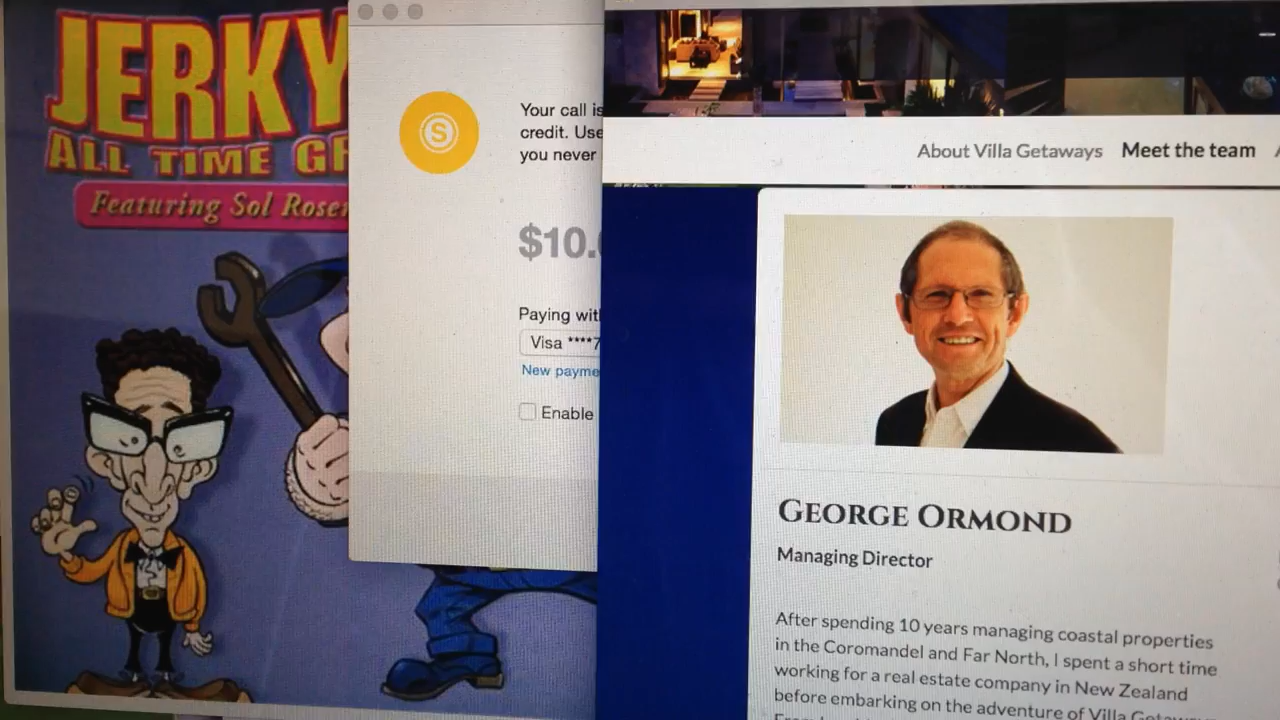 JERKY
ALL TIME GR
Featuring Sol Rosen
S
Your call is
credit. Use
you never
$10.
Paying with
Visa ****7
New payme
Enable
About Villa Getaways Meet the team
GEORGE ORMOND
Managing Director
After spending 10 years managing coastal properties
in the Coromandel and Far North, I spent a short time
working for a real estate company in New Zealand
before embarking on the adventure of Villa Getaways